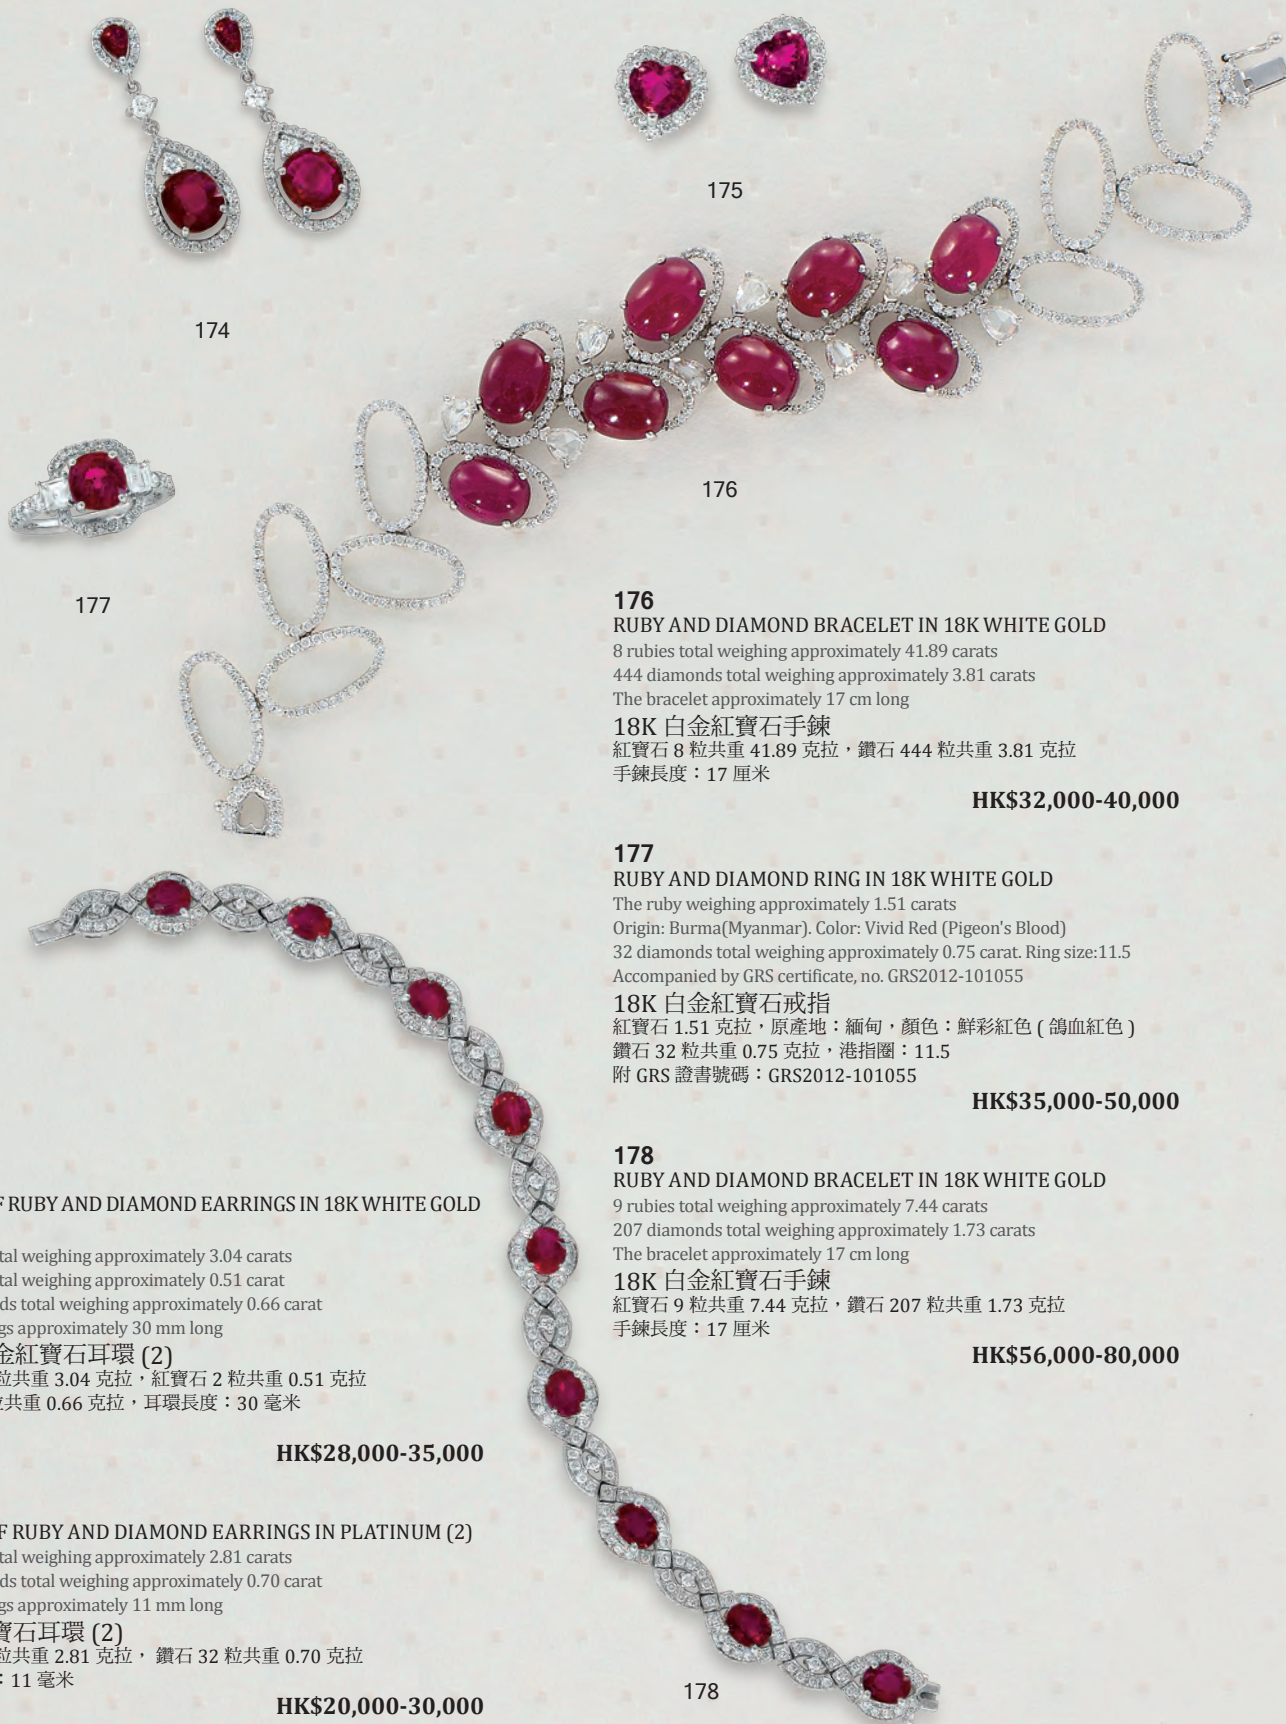 174
175
176
177
176
RUBY AND DIAMOND BRACELET IN 18K WHITE GOLD
8 rubies total weighing approximately 41.89 carats
444 diamonds total weighing approximately 3.81 carats
The bracelet approximately 17 cm long
18K 白金紅寶石手鍊
紅寶石 8 粒共重 41.89 克拉，鑽石 444 粒共重 3.81 克拉
手鍊長度：17 厘米
HK$32,000-40,000
177
RUBY AND DIAMOND RING IN 18K WHITE GOLD
The ruby weighing approximately 1.51 carats
Origin: Burma(Myanmar). Color: Vivid Red (Pigeon's Blood)
32 diamonds total weighing approximately 0.75 carat. Ring size:11.5
Accompanied by GRS certificate, no. GRS2012-101055
18K 白金紅寶石戒指
紅寶石 1.51 克拉，原產地：緬甸，顏色：鮮彩紅色 ( 鴿血紅色 )
鑽石 32 粒共重 0.75 克拉，港指圈：11.5
附 GRS 證書號碼：GRS2012-101055
HK$35,000-50,000
178
RUBY AND DIAMOND BRACELET IN 18K WHITE GOLD
9 rubies total weighing approximately 7.44 carats
207 diamonds total weighing approximately 1.73 carats
The bracelet approximately 17 cm long
18K 白金紅寶石手鍊
紅寶石 9 粒共重 7.44 克拉，鑽石 207 粒共重 1.73 克拉
手鍊長度：17 厘米
HK$56,000-80,000
RUBY AND DIAMOND EARRINGS IN 18K WHITE GOLD
weighing approximately 3.04 carats
weighing approximately 0.51 carat
total weighing approximately 0.66 carat
approximately 30 mm long
金紅寶石耳環 (2)
粒共重 3.04 克拉，紅寶石 2 粒共重 0.51 克拉
共重 0.66 克拉，耳環長度：30 毫米
HK$28,000-35,000
RUBY AND DIAMOND EARRINGS IN PLATINUM (2)
weighing approximately 2.81 carats
total weighing approximately 0.70 carat
approximately 11 mm long
寶石耳環 (2)
粒共重 2.81 克拉， 鑽石 32 粒共重 0.70 克拉
：11 毫米
HK$20,000-30,000
178